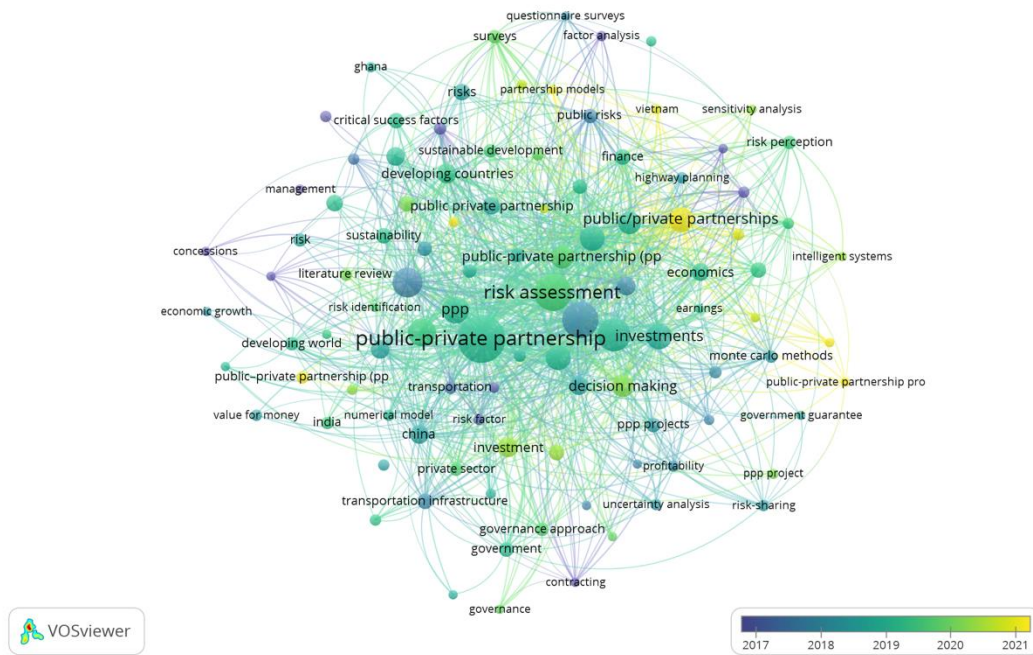 questionnaire surveys
surveys
factor analysis
ghana
risks
partnership models
critical success factors
public risks
vietnam
sensitivity analysis
sustainable development
finance
risk perception
developing countries
highway planning
management
public private partnership
public/private partnerships
concessions
risk
sustainability
public-private partnership (pp
intelligent systems
literature review
economics
risk assessment
economic growth
risk identification
ppp
earnings
developing world
public-private partnership
investments
monte carlo methods
public–private partnership (pp
transportation
decision making
public-private partnership pro
value for money
india
numerical model
risk factor
ppp projects
government guarantee
china
investment
private sector
profitability
ppp project
transportation infrastructure
uncertainty analysis
risk-sharing
governance approach
government
contracting
governance
VOSviewer
2017 2018 2019 2020 2021